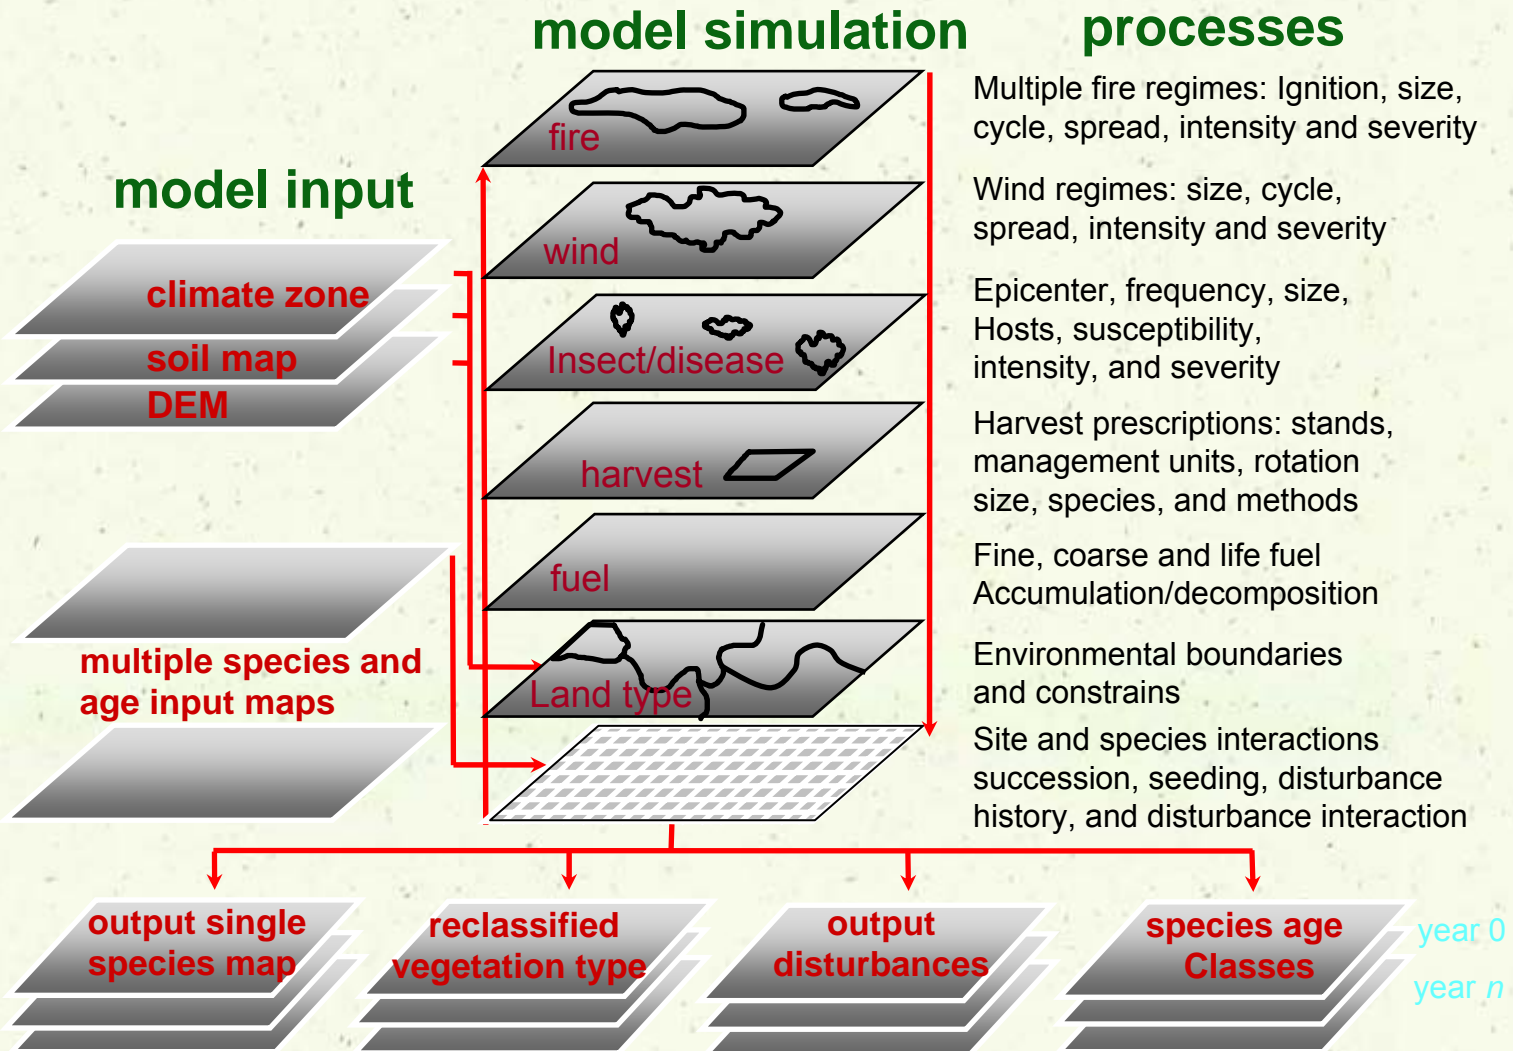 model simulation
processes
model input
fire
wind
Insect/disease
harvest
fuel
Land type
climate zone
soil map
DEM
multiple species and
age input maps
Multiple fire regimes: Ignition, size,
cycle, spread, intensity and severity
Wind regimes: size, cycle,
spread, intensity and severity
Epicenter, frequency, size,
Hosts, susceptibility,
intensity, and severity
Harvest prescriptions: stands,
management units, rotation
size, species, and methods
Fine, coarse and life fuel
Accumulation/decomposition
Environmental boundaries
and constrains
Site and species interactions
succession, seeding, disturbance
history, and disturbance interaction
output single
species map
reclassified
vegetation type
output
disturbances
species age
Classes
year 0
year n